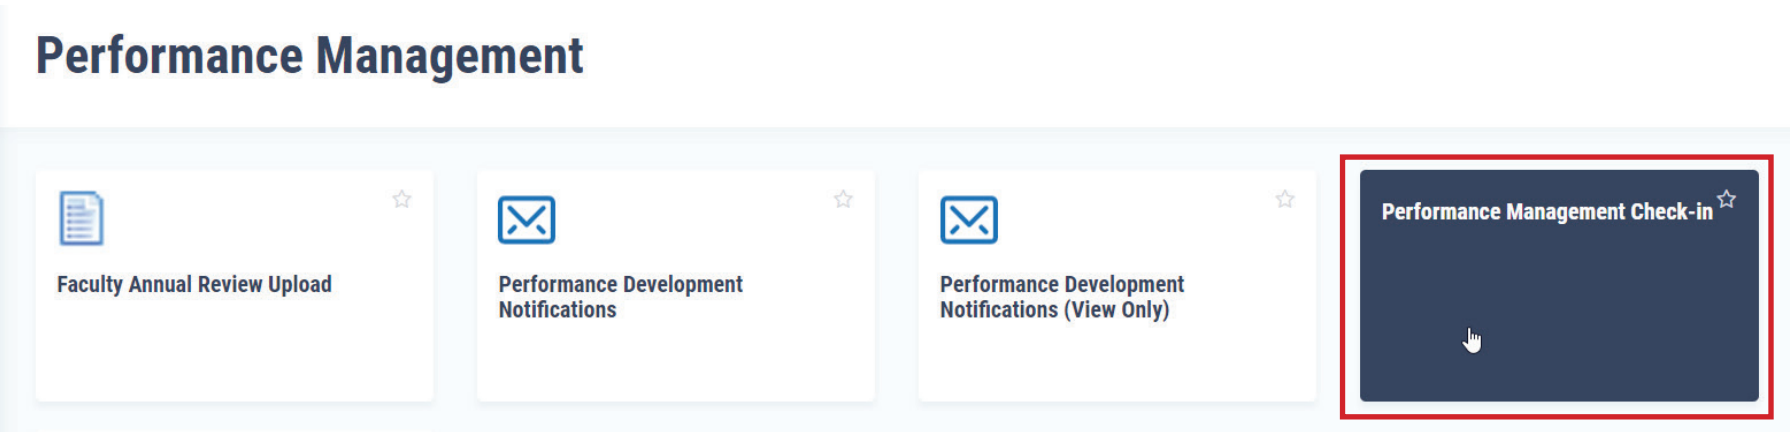 Performance Management
Faculty Annual Review Upload
Performance Development
Notifications
Performance Development
Notifications (View Only)
Performance Management Check-in